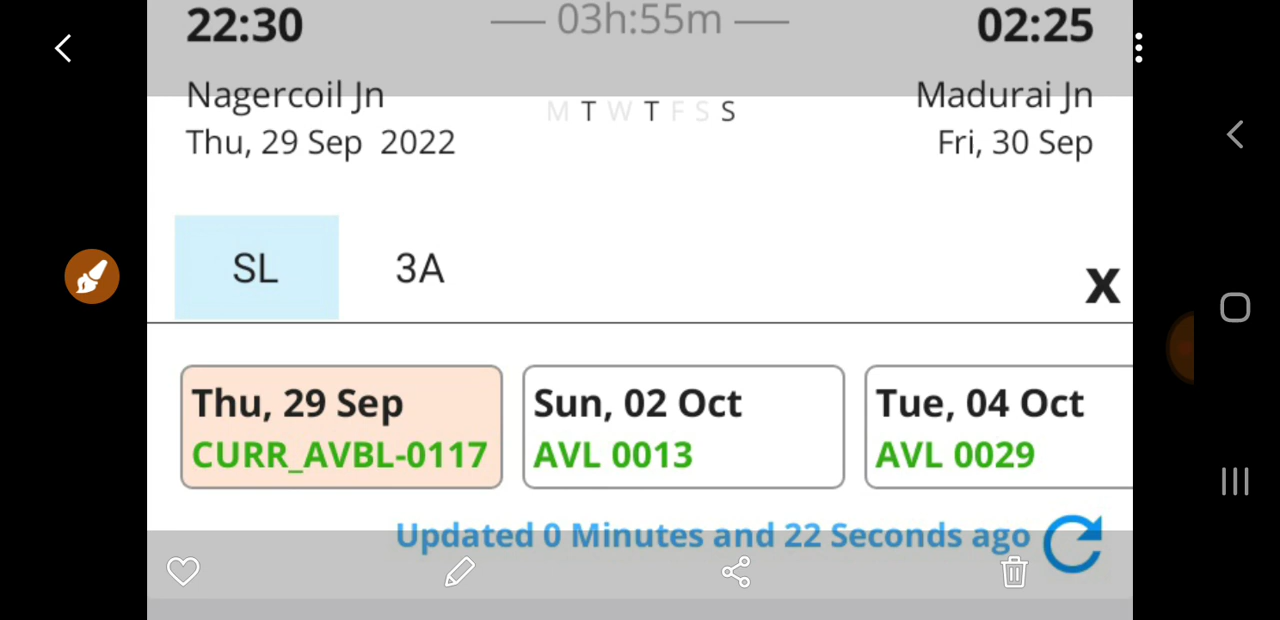 22:30 03h:55m 02:25
Nagercoil Jn Madurai Jn
M T W T F S S
Thu, 29 Sep 2022 Fri, 30 Sep
SL 3A X
Thu, 29 Sep Sun, 02 Oct Tue, 04 Oct
CURR_AVBL-0117 AVL 0013 AVL 0029
Updated 0 Minutes and 22 Seconds ago